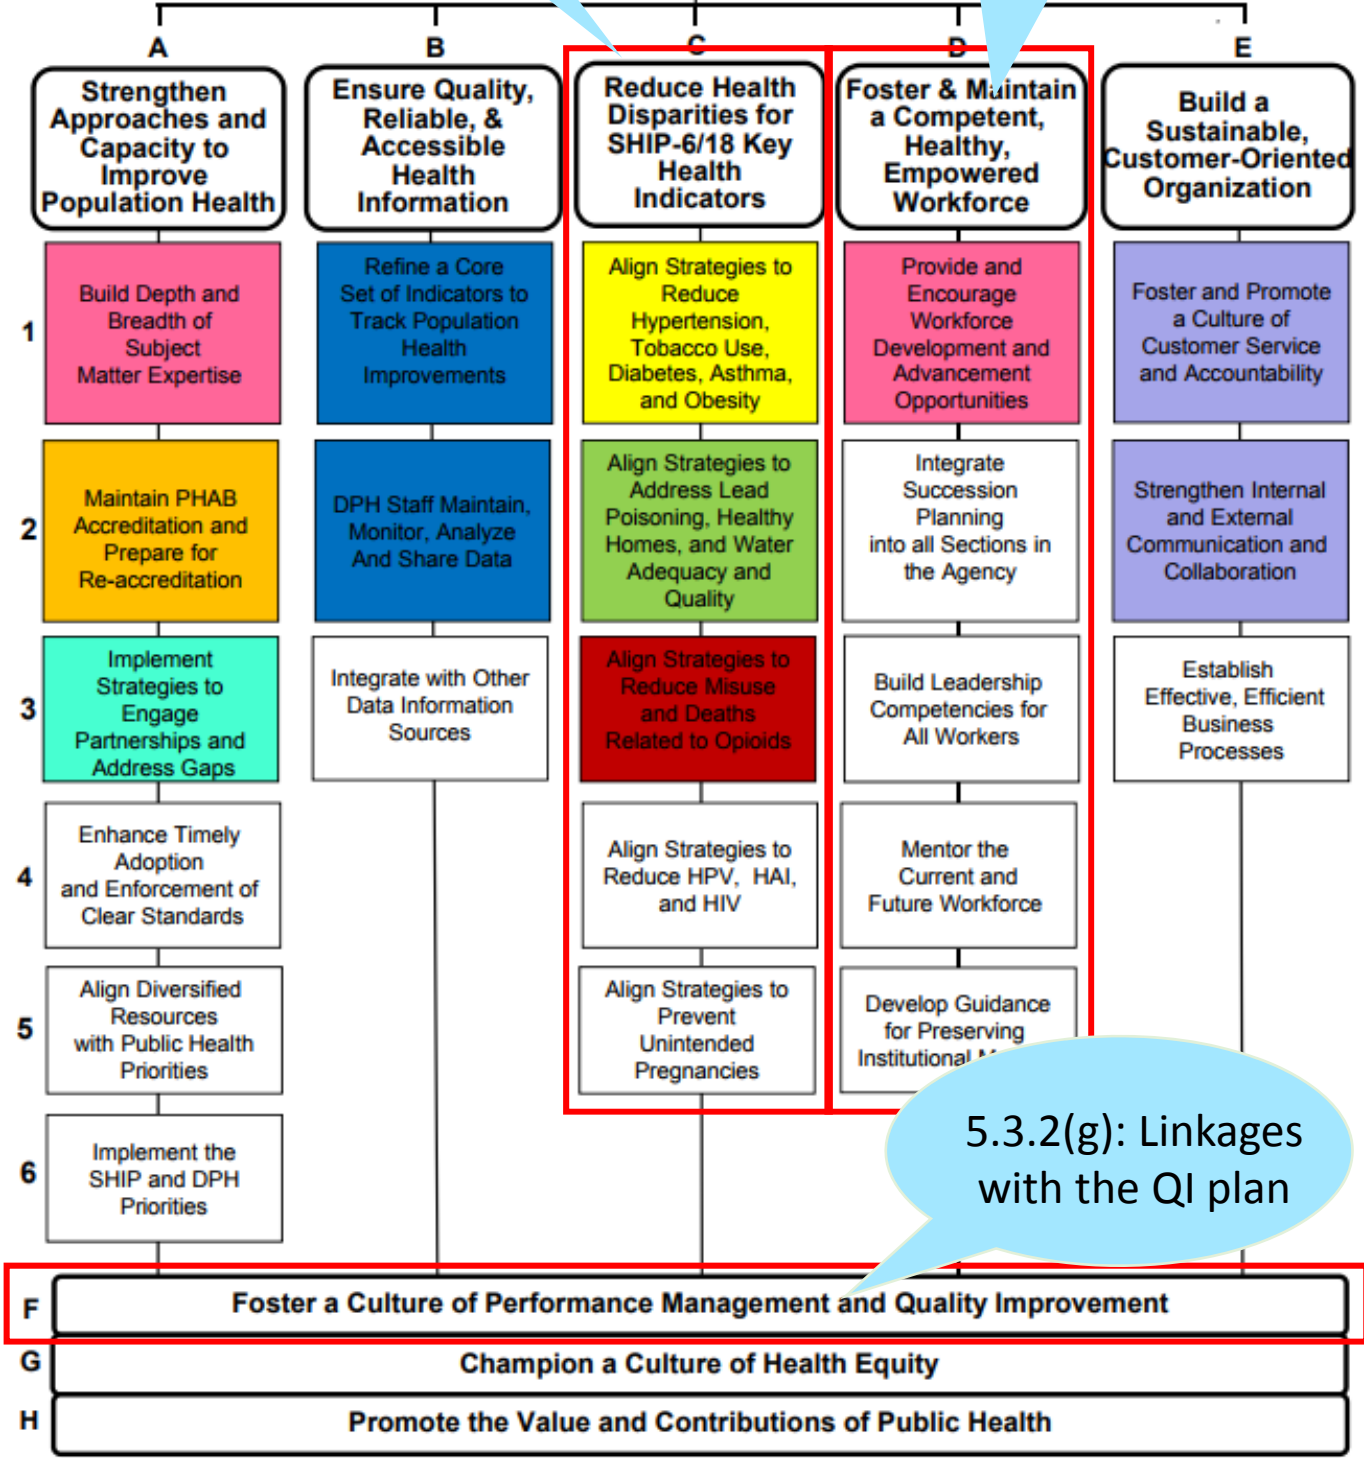 A
B
C
D
E
Strengthen
Approaches and
Capacity to
Improve
Population Health
Ensure Quality,
Reliable, &
Accessible
Health
Information
Reduce Health
Disparities for
SHIP-6/18 Key
Health
Indicators
Foster & Maintain
a Competent,
Healthy,
Empowered
Workforce
Build a
Sustainable,
Customer-Oriented
Organization
1
Build Depth and
Breadth of
Subject
Matter Expertise
Refine a Core
Set of Indicators to
Track Population
Health
Improvements
Align Strategies to
Reduce
Hypertension,
Tobacco Use,
Diabetes, Asthma,
and Obesity
Provide and
Encourage
Workforce
Development and
Advancement
Opportunities
Foster and Promote
a Culture of
Customer Service
and Accountability
2
Maintain PHAB
Accreditation and
Prepare for
Re-accreditation
DPH Staff Maintain,
Monitor, Analyze
And Share Data
Align Strategies to
Address Lead
Poisoning, Healthy
Homes, and Water
Adequacy and
Quality
Integrate
Succession
Planning
into all Sections in
the Agency
Strengthen Internal
and External
Communication and
Collaboration
3
Implement
Strategies to
Engage
Partnerships and
Address Gaps
Integrate with Other
Data Information
Sources
Align Strategies to
Reduce Misuse
and Deaths
Related to Opioids
Build Leadership
Competencies for
All Workers
Establish
Effective, Efficient
Business
Processes
4
Enhance Timely
Adoption
and Enforcement of
Clear Standards
Align Strategies to
Reduce HPV, HAI,
and HIV
Mentor the
Current and
Future Workforce
5
Align Diversified
Resources
with Public Health
Priorities
Align Strategies to
Prevent
Unintended
Pregnancies
Develop Guidance
for Preserving
Institutional
6
Implement the
SHIP and DPH
Priorities
5.3.2(g): Linkages
with the QI plan
F
Foster a Culture of Performance Management and Quality Improvement
G
Champion a Culture of Health Equity
H
Promote the Value and Contributions of Public Health